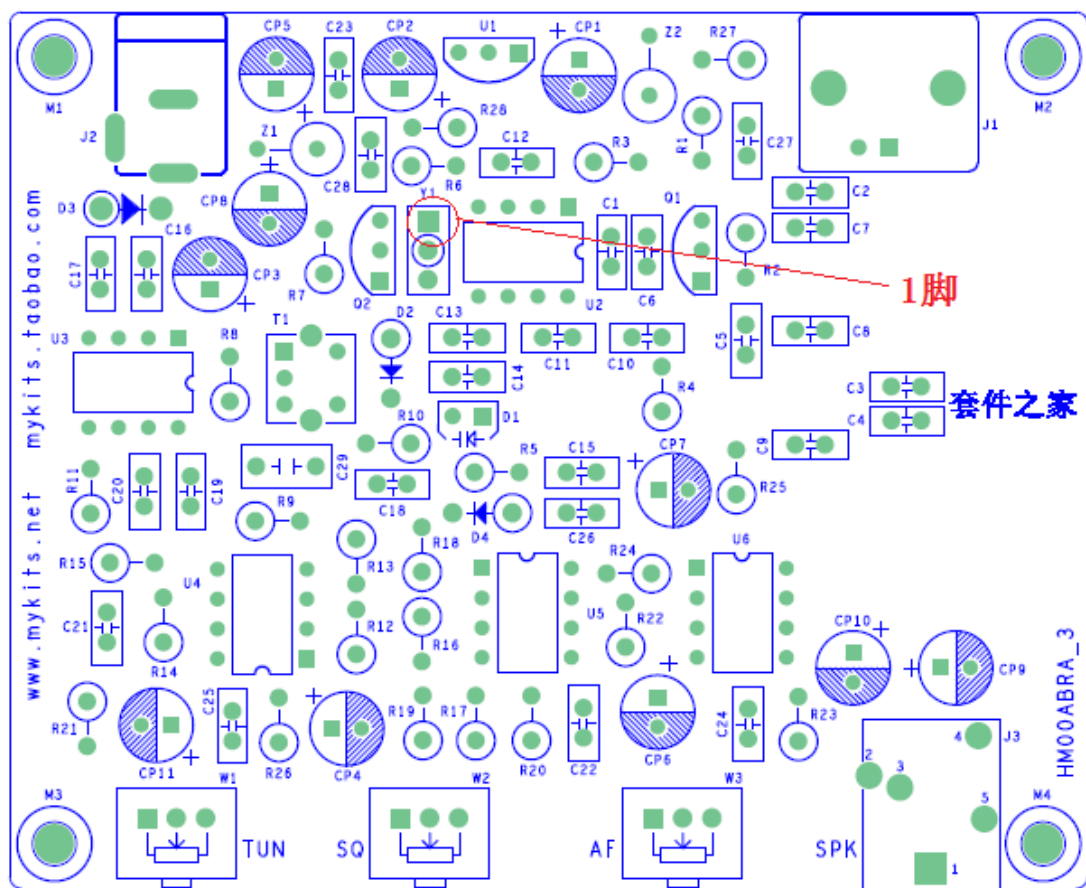 CP5
C23
CP2
U1
CP1
Z2
R27
M1
J2
M2
J1
Z1
C28
R28
R6
C12
R3
R1
C27
D3
CP8
Y1
C1
Q1
C2
C7
C16
C17
CP3
R7
Q2
U2
C6
R2
1脚
U3
R8
T1
D2
C13
C11
C10
C5
C8
C14
R4
C3
C4
套件之家
R10
D1
C9
R11
C20
C19
C29
R5
C15
CP7
R25
R9
C18
D4
C26
R18
R15
U4
R13
R24
U6
C21
R14
R12
R16
U5
R22
CP10
CP9
R21
C25
R19
R17
C24
R23
CP11
W1
R26
CP4
W2
R20
C22
CP6
W3
J3
4
2
3
5
1
M3
TUN
SQ
AF
SPK
M4
www.mykits.net mykits.taobao.com
HM00ABRA_3